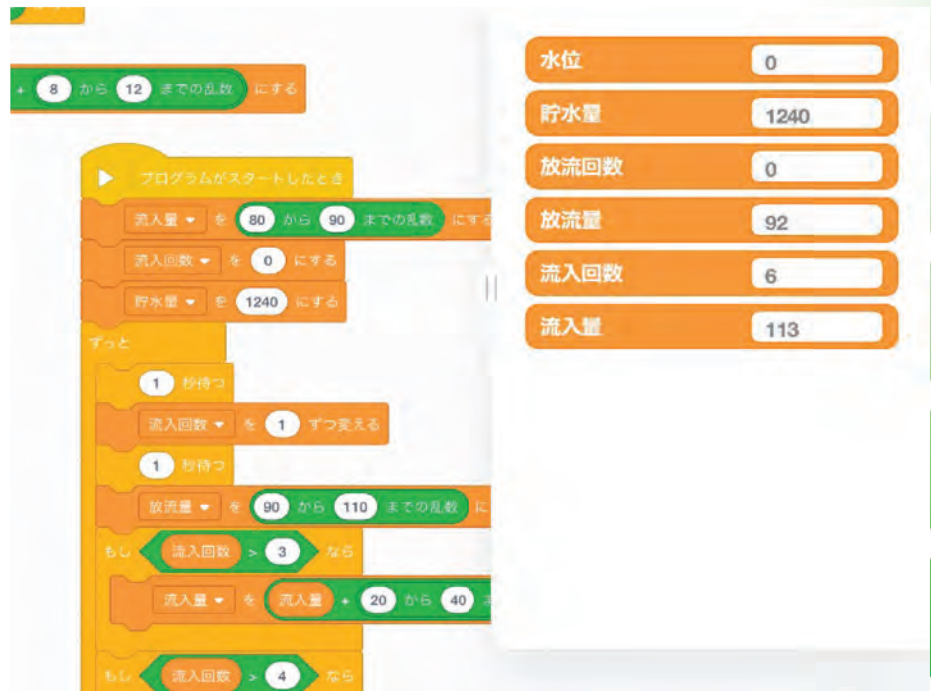 + 8 から 12 までの乱数 にする
プログラムがスタートしたとき
流入量 を 80 から 90 までの乱数 にする
流入回数 を 0 にする
貯水量 を 1240 にする
ずっと
1 秒待つ
流入回数 を 1 ずつ変える
1 秒待つ
放流量 を 90 から 110 までの乱数 に
もし 流入回数 > 3 なら
流入量 を 流入量 + 20 から 40 ま
もし 流入回数 > 4 なら
水位 0
貯水量 1240
放流回数 0
放流量 92
流入回数 6
流入量 113